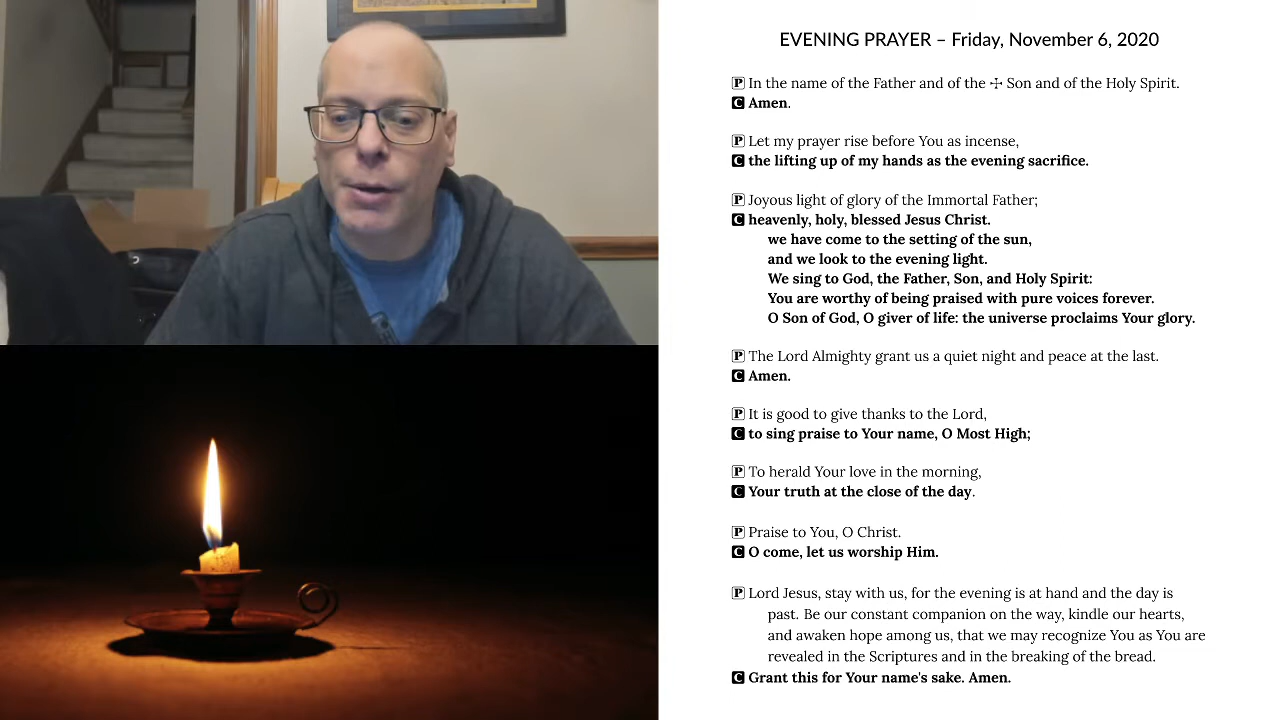 EVENING PRAYER – Friday, November 6, 2020
P In the name of the Father and of the ☩ Son and of the Holy Spirit.
C Amen.
P Let my prayer rise before You as incense,
C the lifting up of my hands as the evening sacrifice.
P Joyous light of glory of the Immortal Father;
C heavenly, holy, blessed Jesus Christ.
we have come to the setting of the sun,
and we look to the evening light.
We sing to God, the Father, Son, and Holy Spirit:
You are worthy of being praised with pure voices forever.
O Son of God, O giver of life: the universe proclaims Your glory.
P The Lord Almighty grant us a quiet night and peace at the last.
C Amen.
P It is good to give thanks to the Lord,
C to sing praise to Your name, O Most High;
P To herald Your love in the morning,
C Your truth at the close of the day.
P Praise to You, O Christ.
C O come, let us worship Him.
P Lord Jesus, stay with us, for the evening is at hand and the day is
past. Be our constant companion on the way, kindle our hearts,
and awaken hope among us, that we may recognize You as You are
revealed in the Scriptures and in the breaking of the bread.
C Grant this for Your name's sake. Amen.